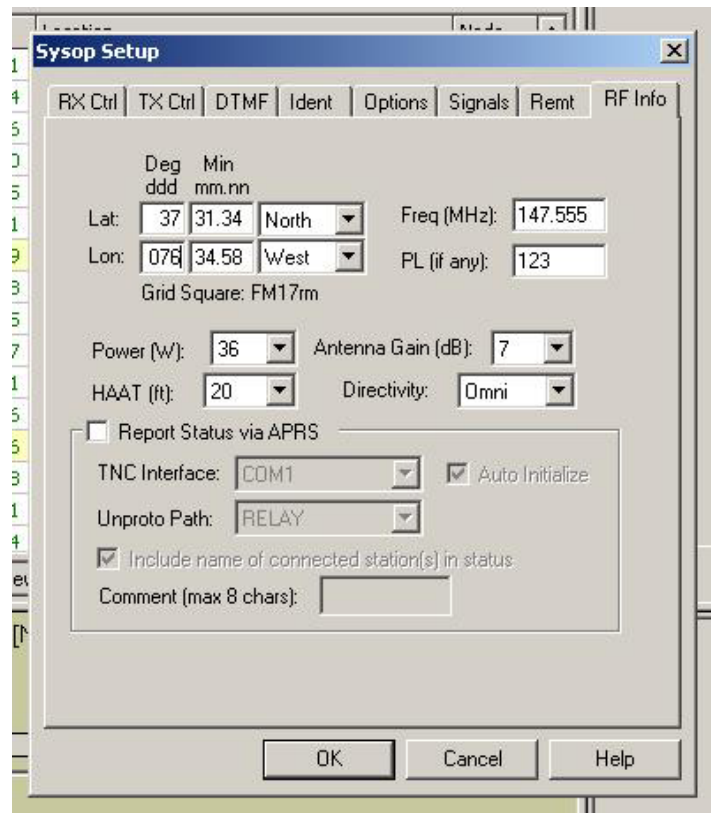 Location Node
Sysop Setup
RX Ctrl TX Ctrl DTMF Ident Options Signals Remt RF Info
Deg Min
ddd mm.nn
Lat: 37 31.34 North Freq (MHz): 147.555
Lon: 076 34.58 West PL (if any): 123
Grid Square: FM17rm
Power (W): 36 Antenna Gain (dB): 7
HAAT (ft): 20 Directivity: Omni
Report Status via APRS
TNC Interface: COM1 Auto Initialize
Unproto Path: RELAY
Include name of connected station(s) in status
Comment (max 8 chars):
OK Cancel Help